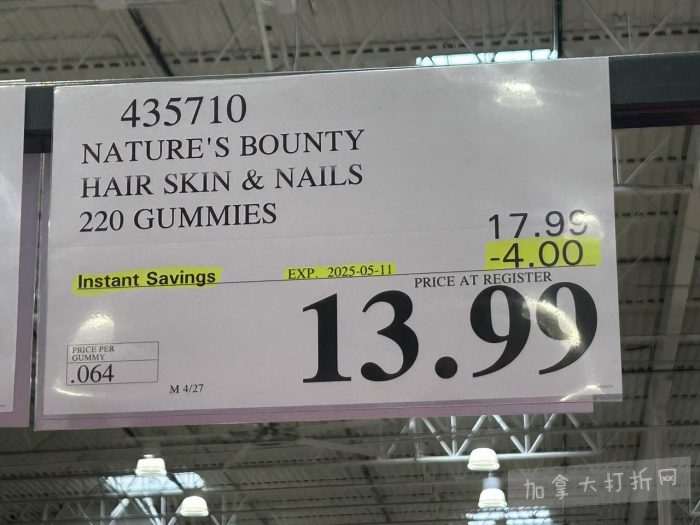 435710
NATURE'S BOUNTY
HAIR SKIN & NAILS
220 GUMMIES
17.99
-4.00
Instant Savings
EXP. 2025-05-11
PRICE AT REGISTER
13.99
PRICE PER
GUMMY
.064
M 4/27
加拿大打折网